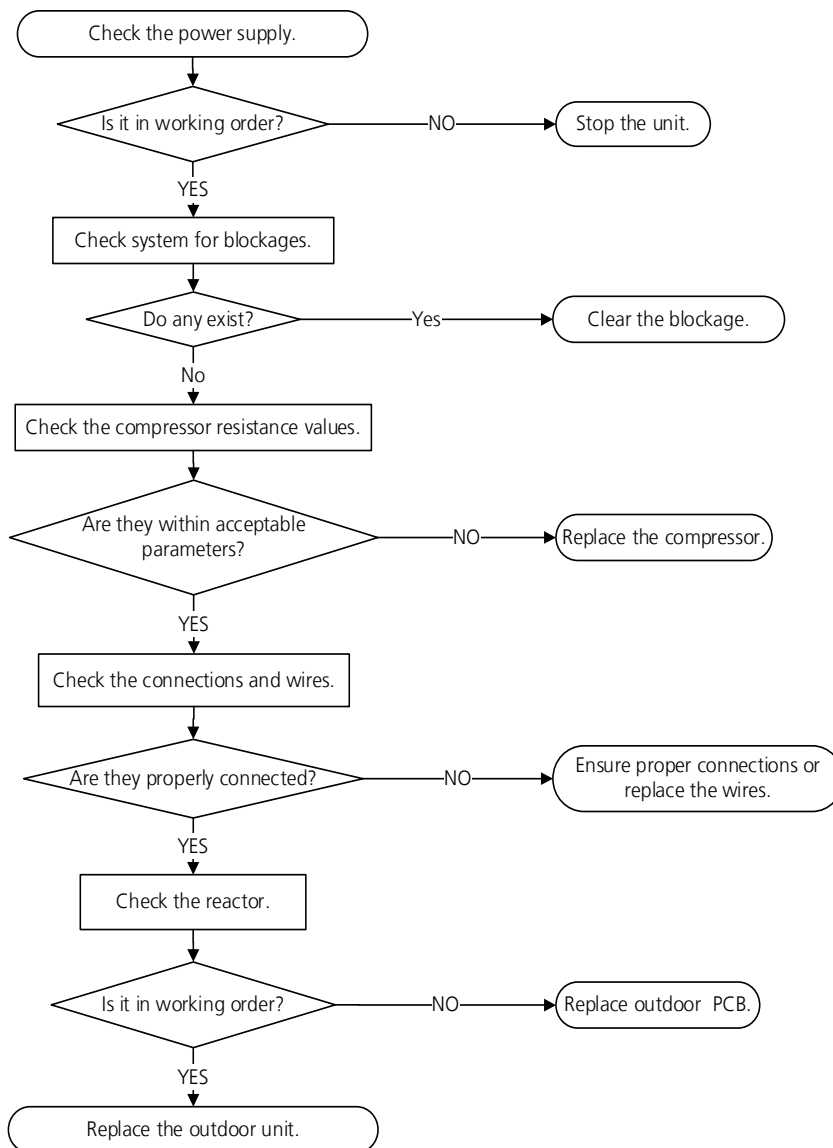 Check the power supply.
Is it in working order?
NO
Stop the unit.
YES
Check system for blockages.
Do any exist?
Yes
Clear the blockage.
No
Check the compressor resistance values.
Are they within acceptable
parameters?
NO
Replace the compressor.
YES
Check the connections and wires.
Are they properly connected?
NO
Ensure proper connections or
replace the wires.
YES
Check the reactor.
Is it in working order?
NO
Replace outdoor PCB.
YES
Replace the outdoor unit.